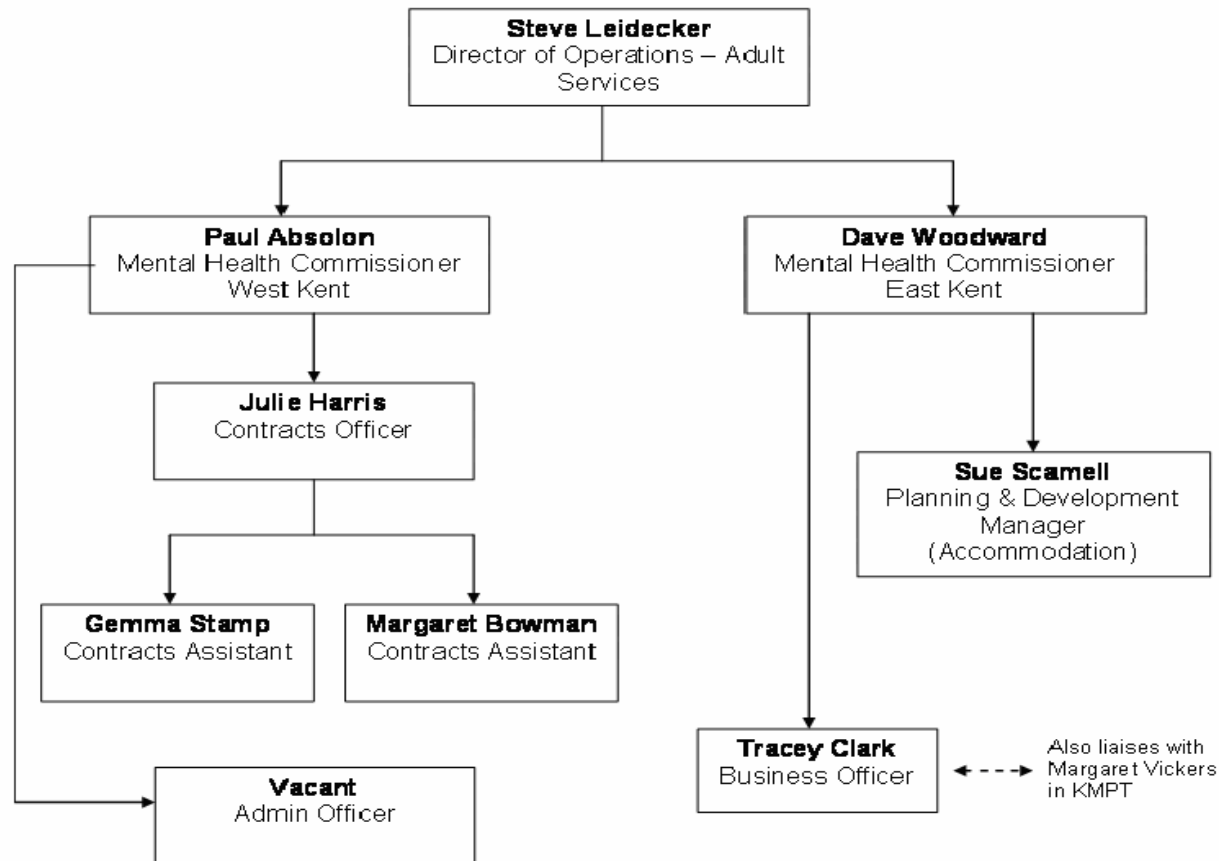 Steve Leidecker
Director of Operations – Adult
Services
Paul Absolon
Mental Health Commissioner
West Kent
Dave Woodward
Mental Health Commissioner
East Kent
Julie Harris
Contracts Officer
Sue Scamell
Planning & Development
Manager
(Accommodation)
Gemma Stamp
Contracts Assistant
Margaret Bowman
Contracts Assistant
Tracey Clark
Business Officer
Also liaises with
Margaret Vickers
in KMPT
Vacant
Admin Officer